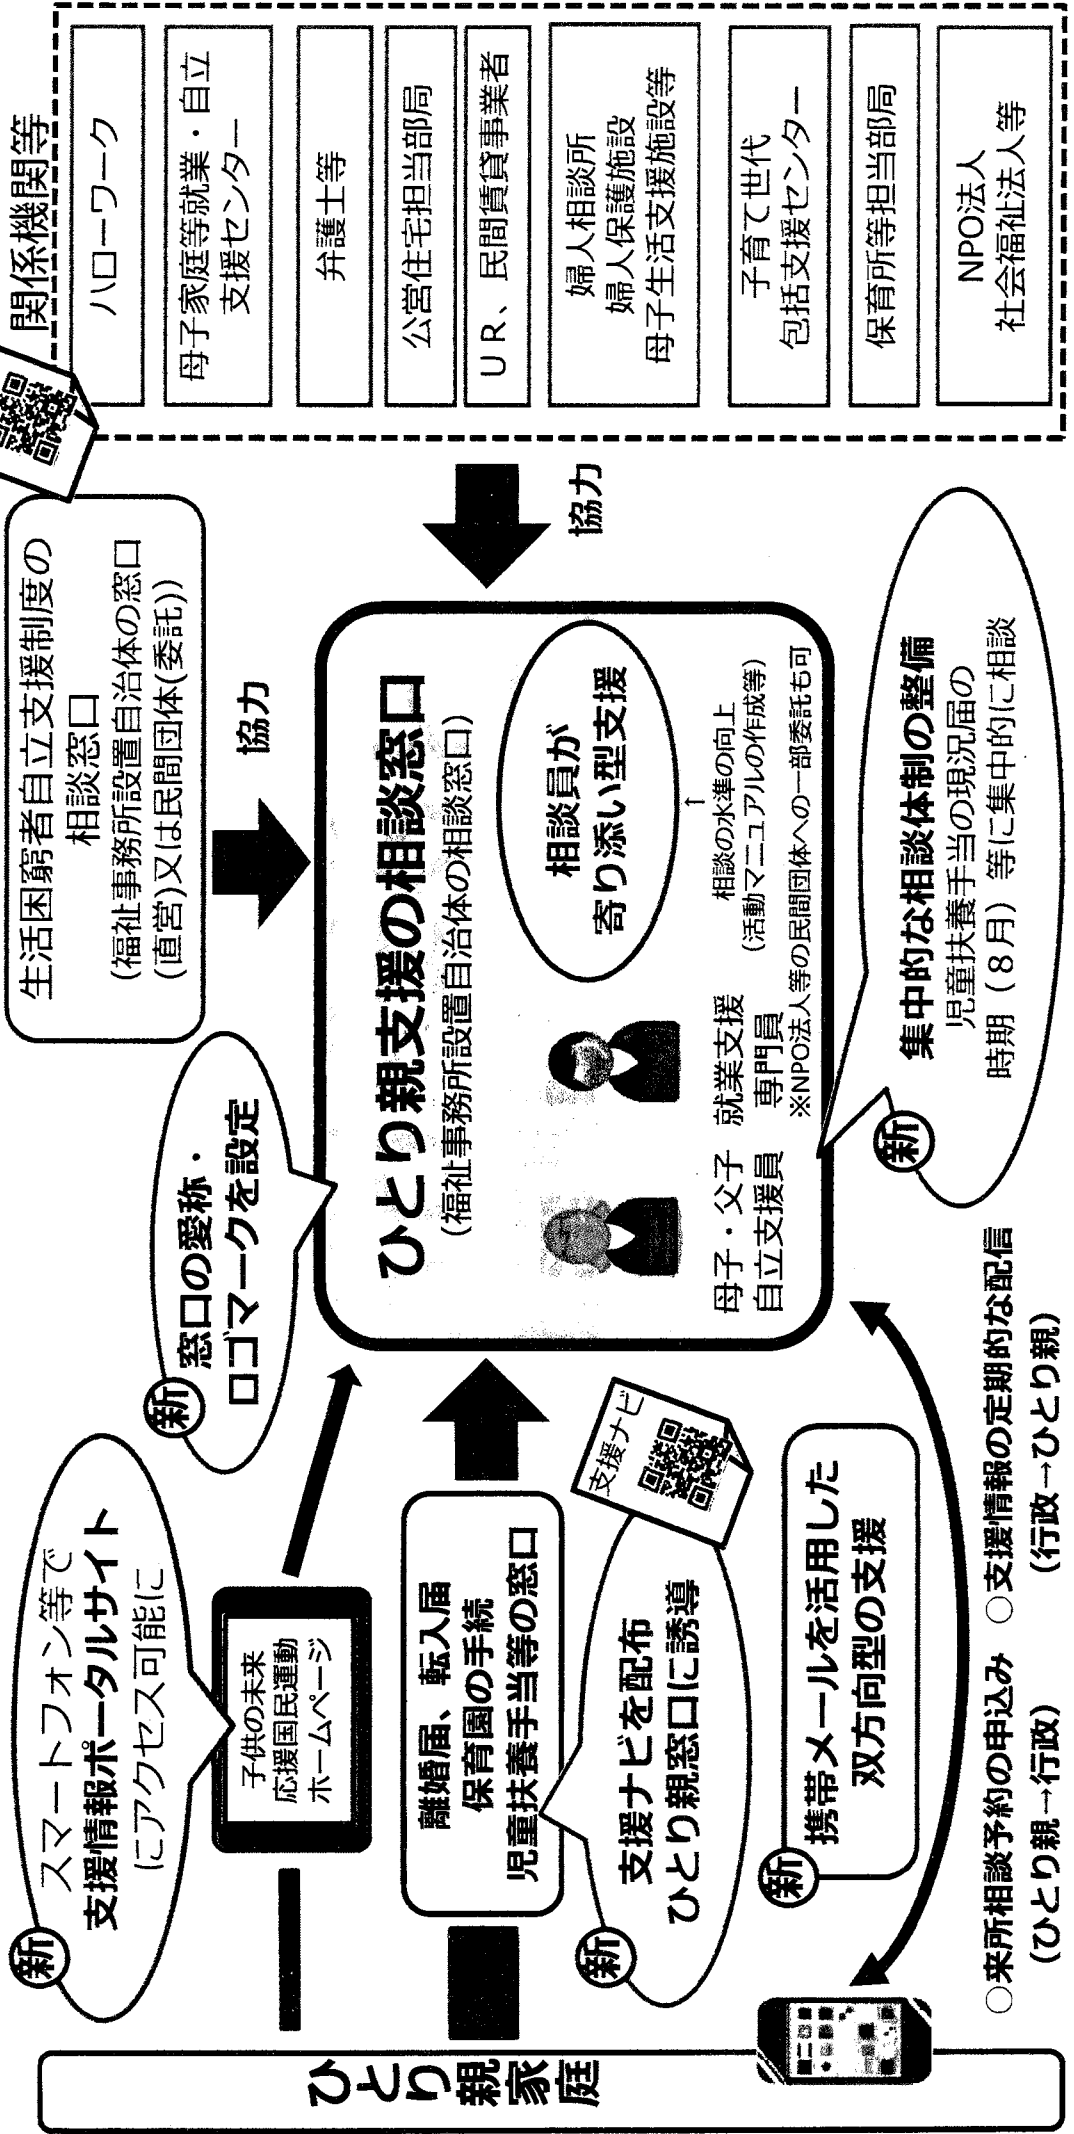 ひとり親家庭
新
スマートフォン等で
支援情報ポータルサイト
にアクセス可能に
子供の未来
応援国民運動
ホームページ
離婚届、転入届
保育園の手続
児童扶養手当等の窓口
新
支援ナビを配布
ひとり親窓口に誘導
支援ナビ
新
携帯メールを活用した
双方向型の支援
○来所相談予約の申込み
(ひとり親→行政)
○支援情報の定期的な配信
(行政→ひとり親)
新
窓口の愛称・
ロゴマークを設定
生活困窮者自立支援制度の
相談窓口
(福祉事務所設置自治体の窓口
(直営)又は民間団体(委託))
協力
ひとり親支援の相談窓口
(福祉事務所設置自治体の相談窓口)
相談員が
寄り添い型支援
↑
相談の水準の向上
(活動マニュアルの作成等)
母子・父子
自立支援員
就業支援
専門員
※NPO法人等の民間団体への一部委託も可
新
集中的な相談体制の整備
児童扶養手当の現況届の
時期(8月)等に集中的に相談
協力
関係機関等
ハローワーク
母子家庭等就業・自立
支援センター
弁護士等
公営住宅担当部局
UR、民間賃貸事業者
婦人相談所
婦人保護施設
母子生活支援施設等
子育て世代
包括支援センター
保育所等担当部局
NPO法人
社会福祉法人等